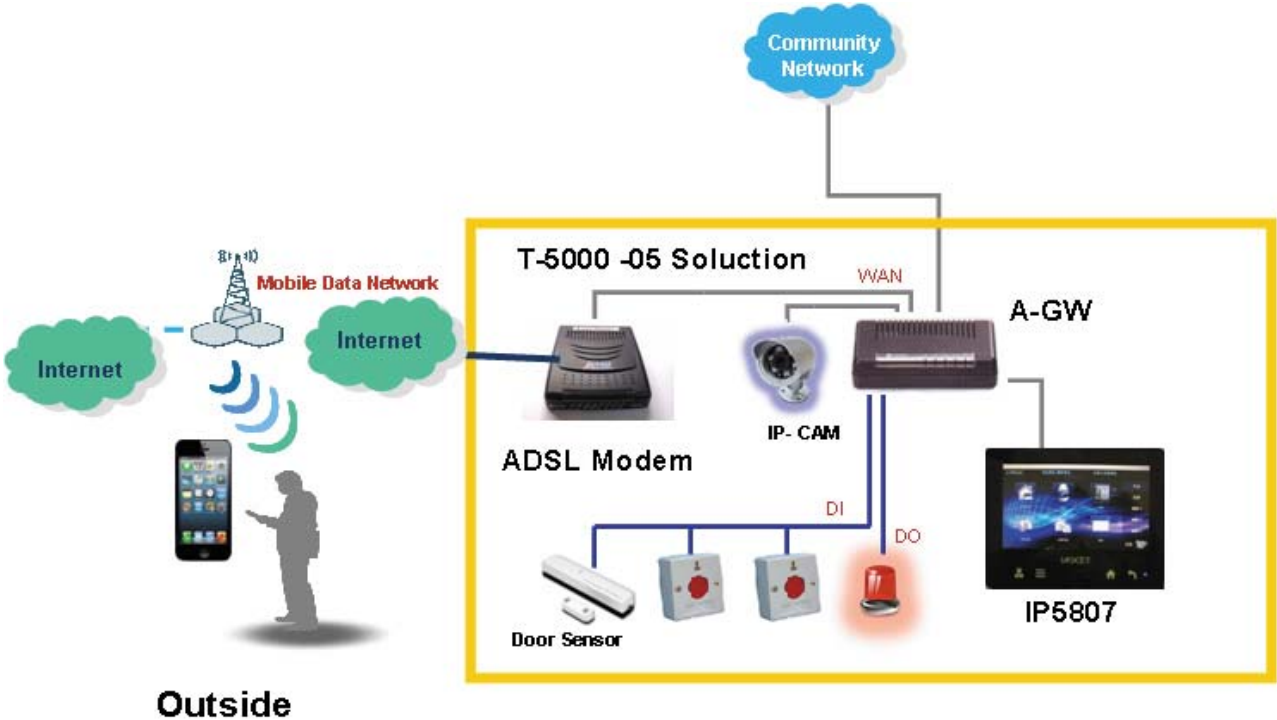 Community
Network
T-5000 -05 Soluction
WAN
A-GW
Mobile Data Network
Internet
Internet
IP- CAM
ADSL Modem
DI
DO
Door Sensor
IP5807
Outside